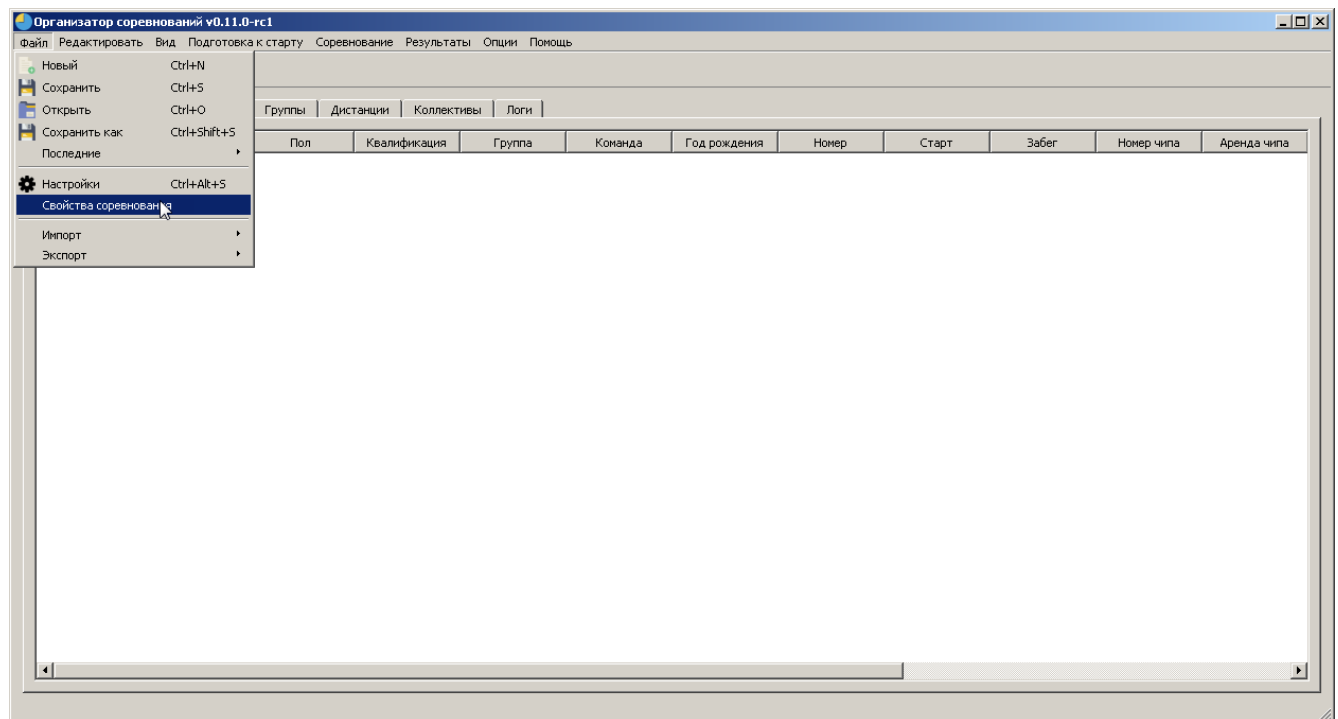 Организатор соревнований v0.11.0-rc1
Файл Редактировать Вид Подготовка к старту Соревнование Результаты Опции Помощь
Новый Ctrl+N
Сохранить Ctrl+S
Открыть Ctrl+O
Сохранить как Ctrl+Shift+S
Последние
Настройки Ctrl+Alt+S
Свойства соревнования
Импорт
Экспорт
Группы Дистанции Коллективы Логи
Пол Квалификация Группа Команда Год рождения Номер Старт Забег Номер чипа Аренда чипа